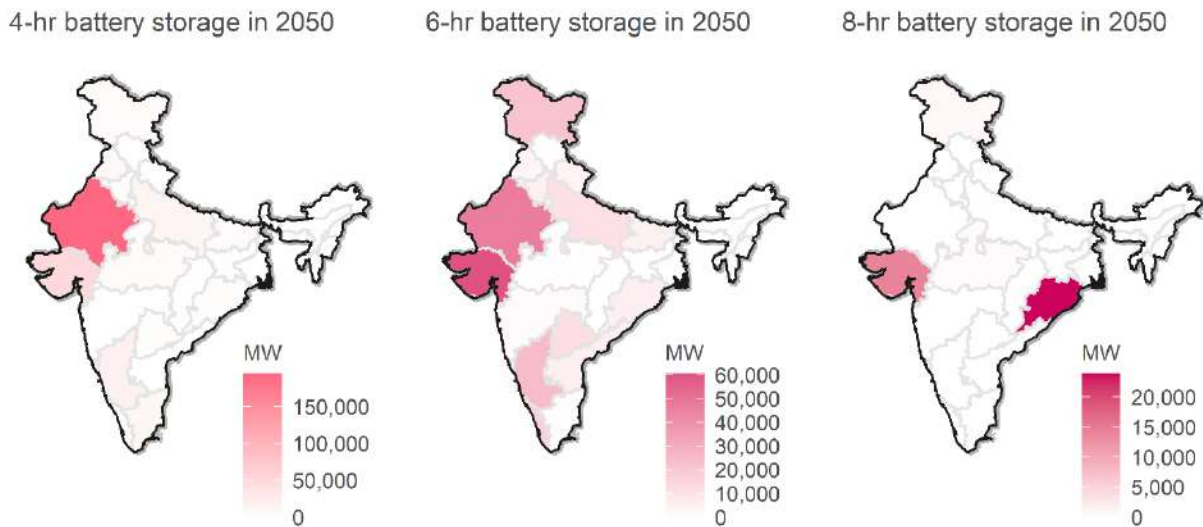 4-hr battery storage in 2050
6-hr battery storage in 2050
8-hr battery storage in 2050
MW
150,000
100,000
50,000
0
MW
60,000
50,000
40,000
30,000
20,000
10,000
0
MW
20,000
15,000
10,000
5,000
0